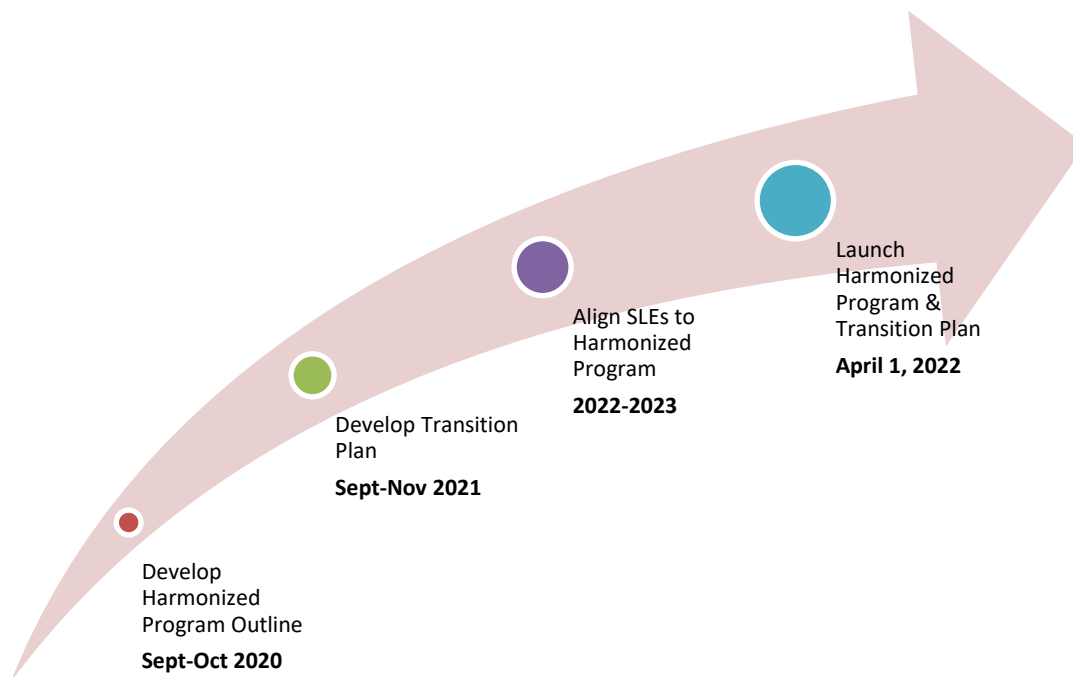 Develop
Harmonized
Program Outline
Sept-Oct 2020
Develop Transition
Plan
Sept-Nov 2021
Align SLEs to
Harmonized
Program
2022-2023
Launch
Harmonized
Program &
Transition Plan
April 1, 2022